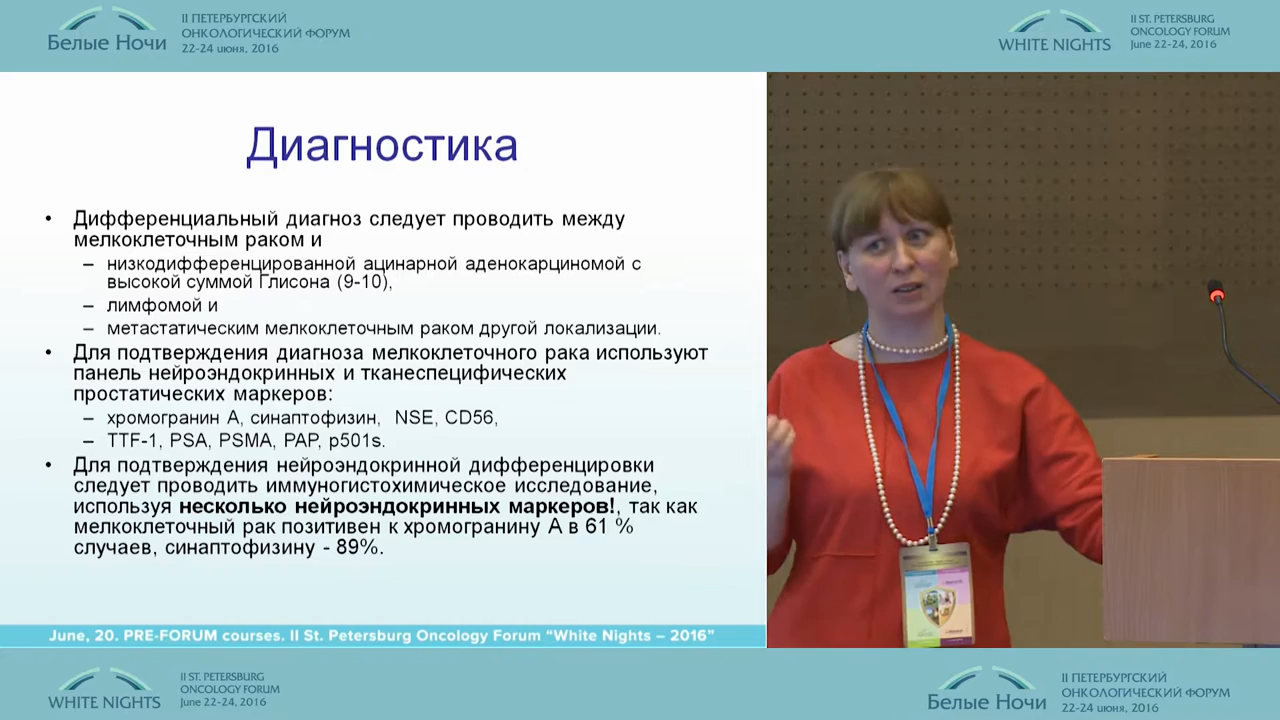 Белые Ночи
II ПЕТЕРБУРГСКИЙ
ОНКОЛОГИЧЕСКИЙ ФОРУМ
22-24 июня, 2016
WHITE NIGHTS
II ST. PETERSBURG
ONCOLOGY FORUM
June 22-24, 2016
Диагностика
• Дифференциальный диагноз следует проводить между
мелкоклеточным раком и
– низкодифференцированной ацинарной аденокарциномой с
высокой суммой Глисона (9-10),
– лимфомой и
– метастатическим мелкоклеточным раком другой локализации.
• Для подтверждения диагноза мелкоклеточного рака используют
панель нейроэндокринных и тканеспецифических
простатических маркеров:
– хромогранин А, синаптофизин, NSE, CD56,
– TTF-1, PSA, PSMA, PAP, p501s.
• Для подтверждения нейроэндокринной дифференцировки
следует проводить иммуногистохимическое исследование,
используя несколько нейроэндокринных маркеров!, так как
мелкоклеточный рак позитивен к хромогранину А в 61 %
случаев, синаптофизину - 89%.
June, 20. PRE-FORUM courses. II St. Petersburg Oncology Forum “White Nights – 2016”
WHITE NIGHTS
II ST. PETERSBURG
ONCOLOGY FORUM
June 22-24, 2016
Белые Ночи
II ПЕТЕРБУРГСКИЙ
ОНКОЛОГИЧЕСКИЙ ФОРУМ
22-24 июня, 2016